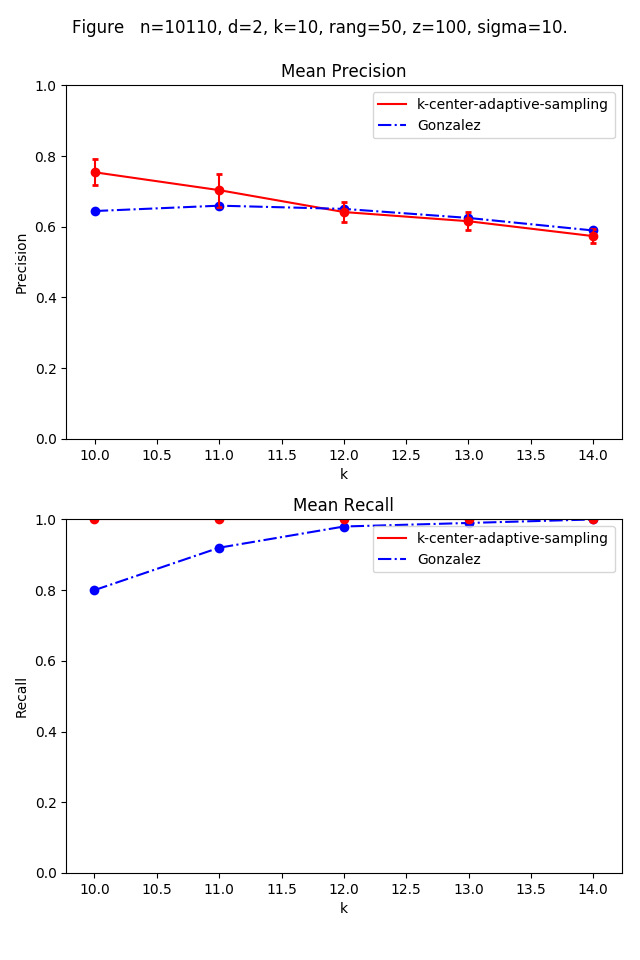 Figure   n=10110, d=2, k=10, rang=50, z=100, sigma=10.
Mean Precision
1.0
0.8
0.6
0.4
0.2
0.0
Precision
k-center-adaptive-sampling
Gonzalez
10.0 10.5 11.0 11.5 12.0 12.5 13.0 13.5 14.0
k
Mean Recall
1.0
0.8
0.6
0.4
0.2
0.0
Recall
k-center-adaptive-sampling
Gonzalez
10.0 10.5 11.0 11.5 12.0 12.5 13.0 13.5 14.0
k